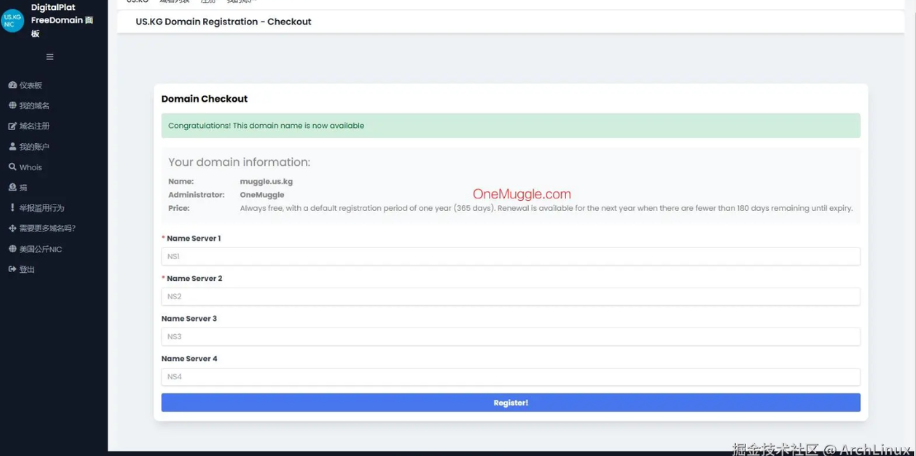 DigitalPlat
FreeDomain 面
板
US.KG
NIC
仪表板
我的域名
域名注册
我的账户
Whois
捐
举报滥用行为
需要更多域名吗?
美国公斤NIC
登出
US.KG Domain Registration - Checkout
Domain Checkout
Congratulations! This domain name is now available
Your domain information:
Name: muggle.us.kg
Administrator: OneMuggle
OneMuggle.com
Price: Always free, with a default registration period of one year (365 days). Renewal is available for the next year when there are fewer than 180 days remaining until expiry.
* Name Server 1
NS1
* Name Server 2
NS2
Name Server 3
NS3
Name Server 4
NS4
Register!
掘金技术社区 @ ArchLinux